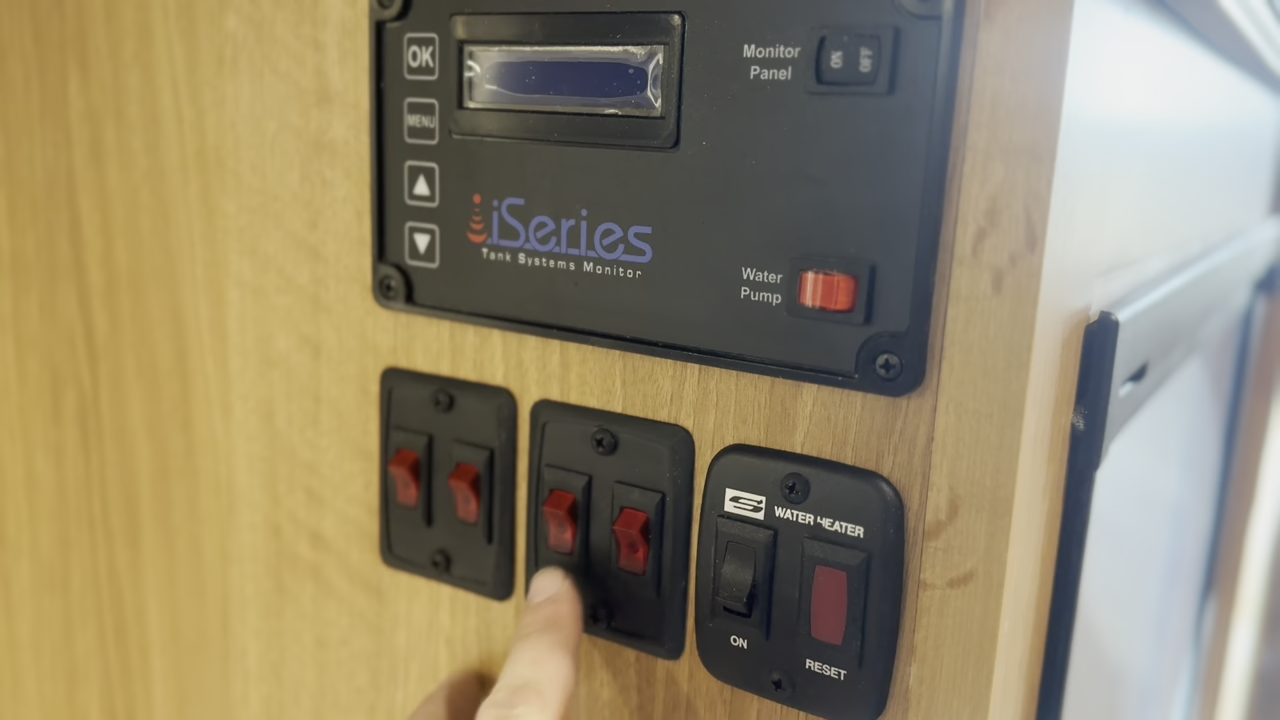 OK
MENU
Monitor
Panel
ON
OFF
iSeries
Tank Systems Monitor
Water
Pump
S
WATER HEATER
ON
RESET